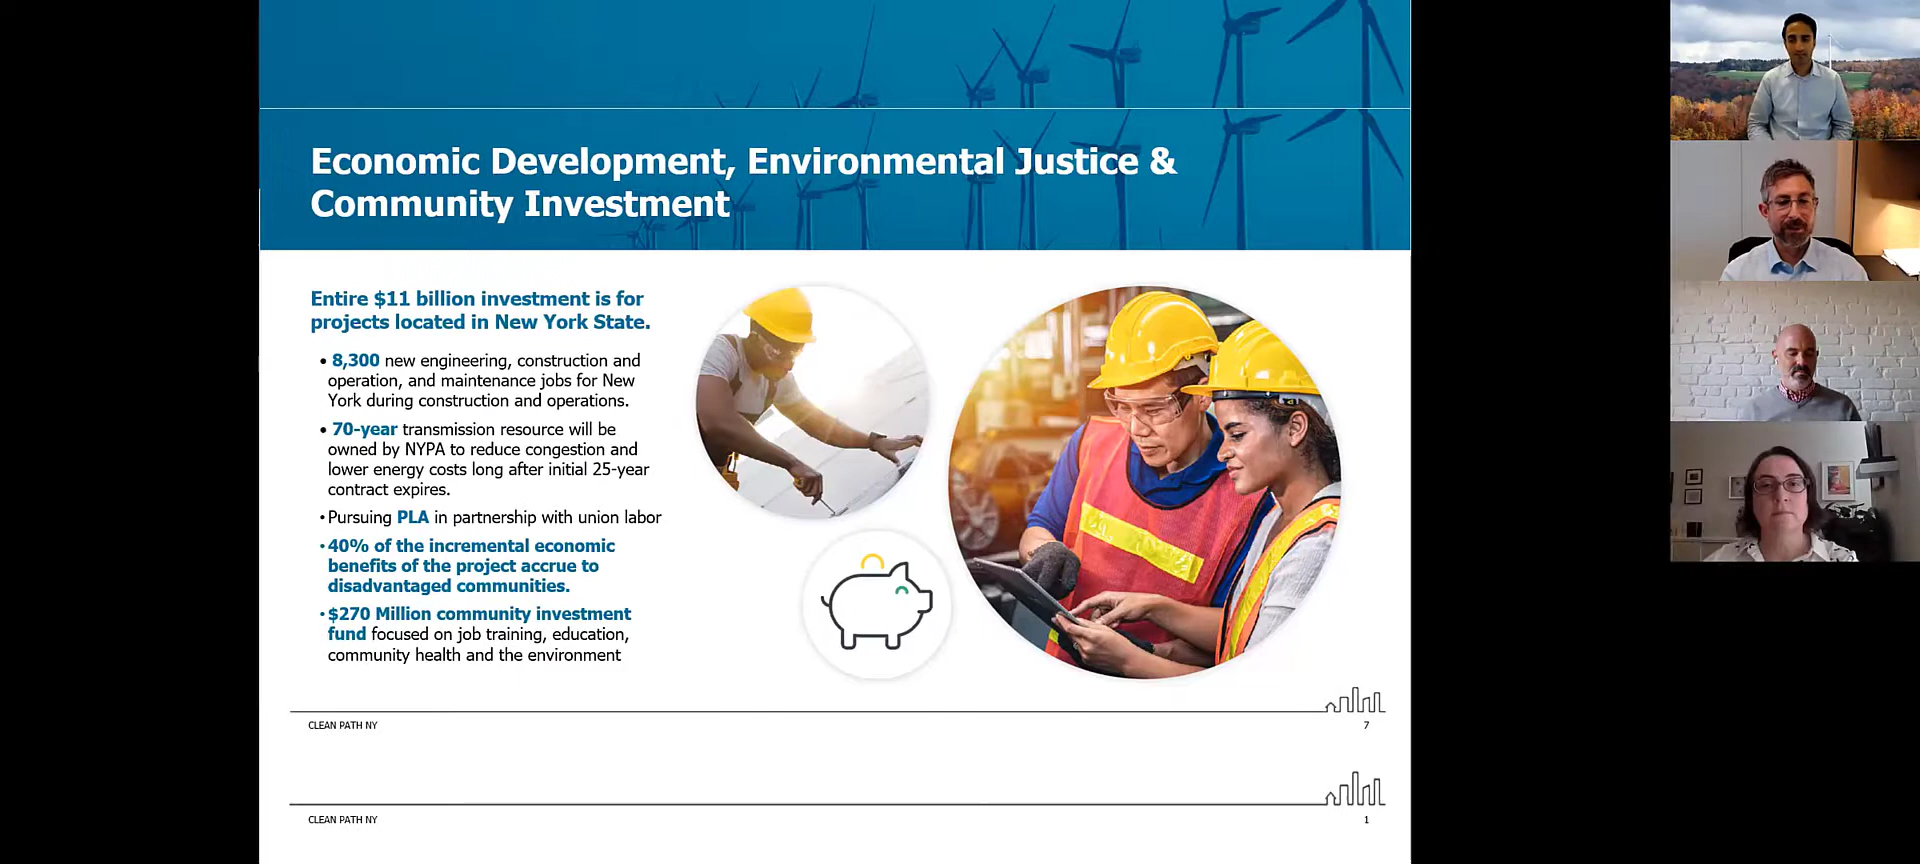 Economic Development, Environmental Justice &
Community Investment
Entire $11 billion investment is for
projects located in New York State.
• 8,300 new engineering, construction and
operation, and maintenance jobs for New
York during construction and operations.
• 70-year transmission resource will be
owned by NYPA to reduce congestion and
lower energy costs long after initial 25-year
contract expires.
• Pursuing PLA in partnership with union labor
• 40% of the incremental economic
benefits of the project accrue to
disadvantaged communities.
• $270 Million community investment
fund focused on job training, education,
community health and the environment
CLEAN PATH NY
7
CLEAN PATH NY
1